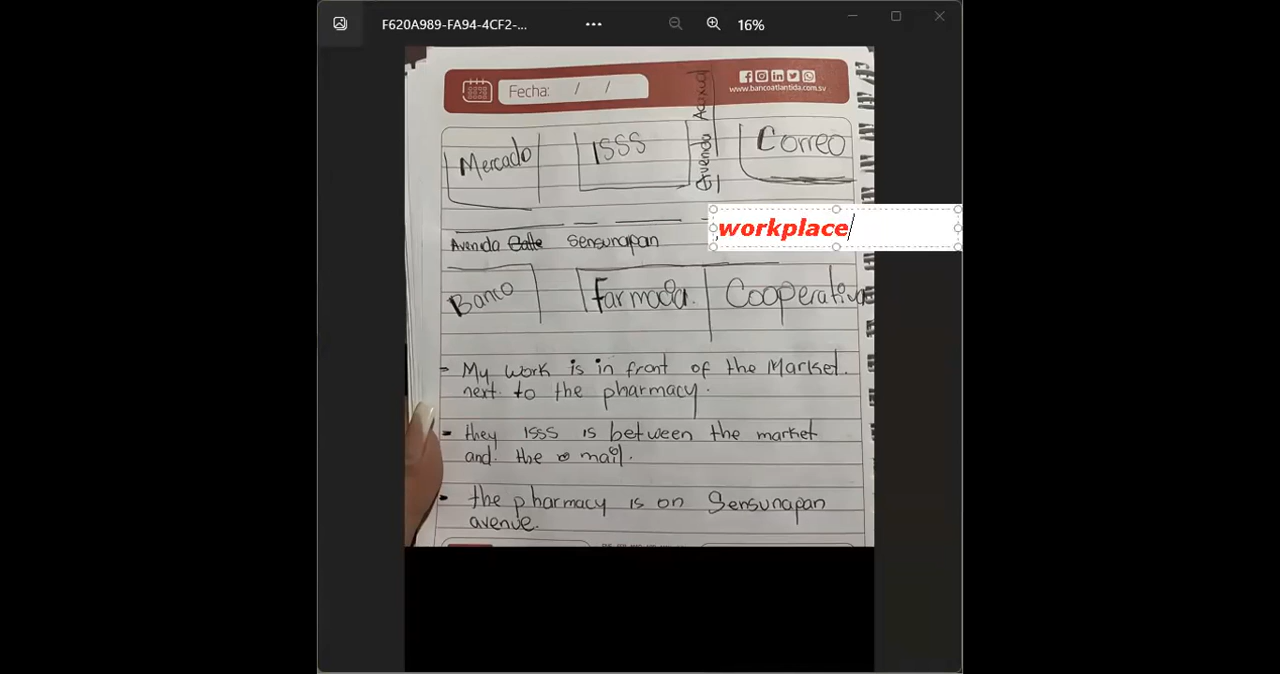 F620A989-FA94-4CF2-...
16%
Fecha: / /
www.bancoatlantida.com.sv
Mercado
ISSS
Avenida
Correo
workplace
Avenida Calle Sensunapan
Banco
Farmacia.
Cooperativa
- My work is in front of the Market.
next to the pharmacy.
- they ISSS is between the market
and the mail.
- the pharmacy is on Sensunapan
avenue.